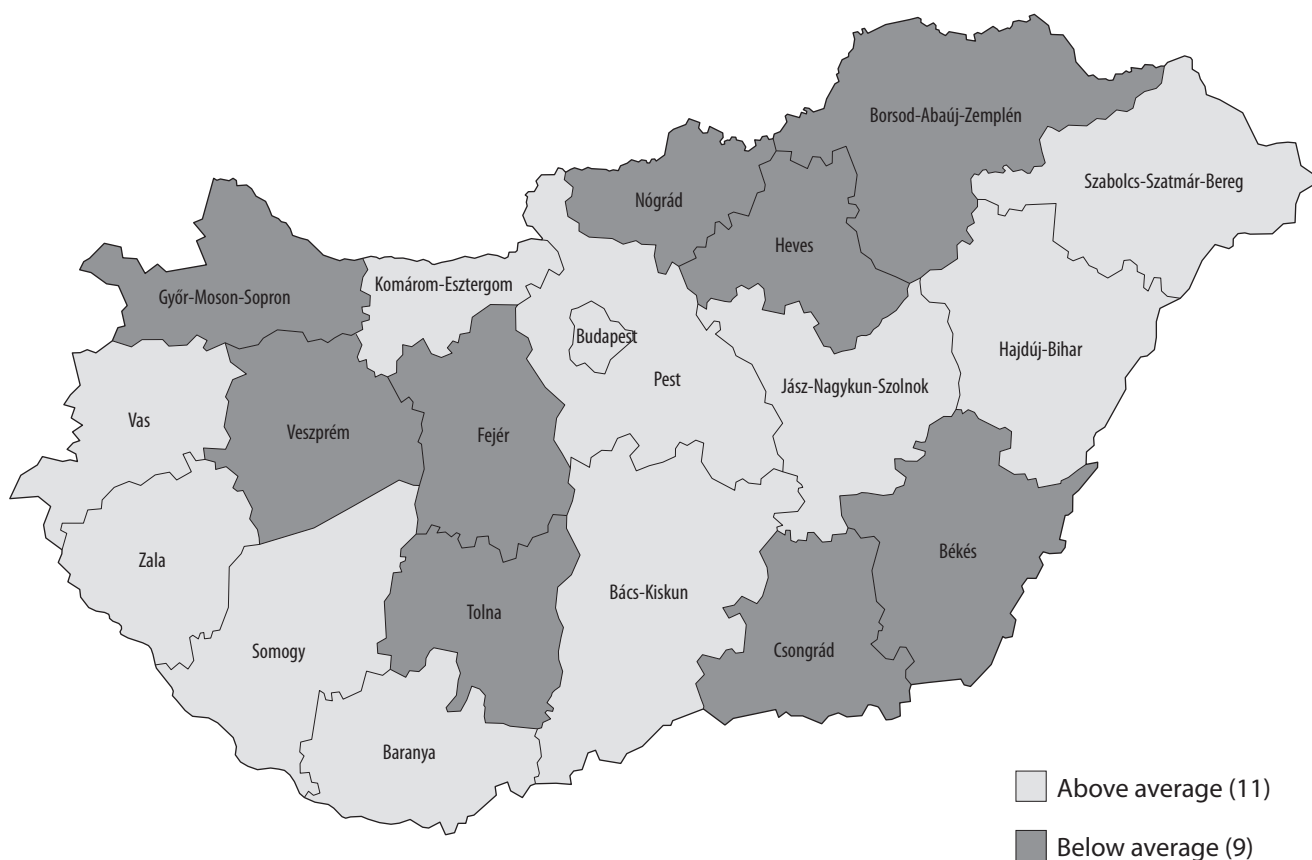 Borsod-Abaúj-Zemplén
Szabolcs-Szatmár-Bereg
Nógrád
Heves
Komárom-Esztergom
Győr-Moson-Sopron
Budapest
Hajdúj-Bihar
Pest
Jász-Nagykun-Szolnok
Vas
Veszprém
Fejér
Békés
Zala
Bács-Kiskun
Tolna
Somogy
Csongrád
Baranya
Above average (11)
Below average (9)